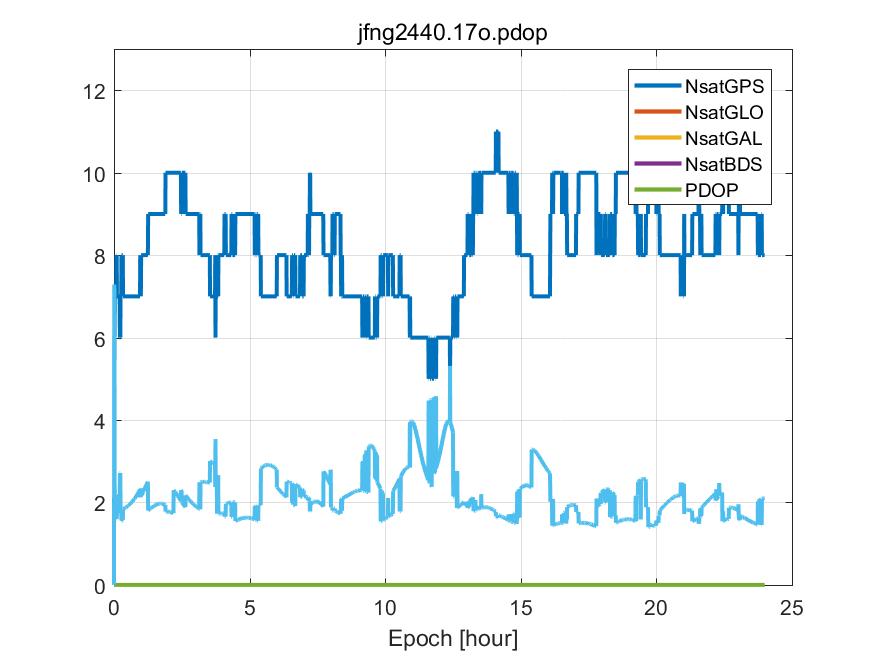 jfng2440.17o.pdop
12
10
8
6
4
2
0
0 5 10 15 20 25
Epoch [hour]
NsatGPS
NsatGLO
NsatGAL
NsatBDS
PDOP